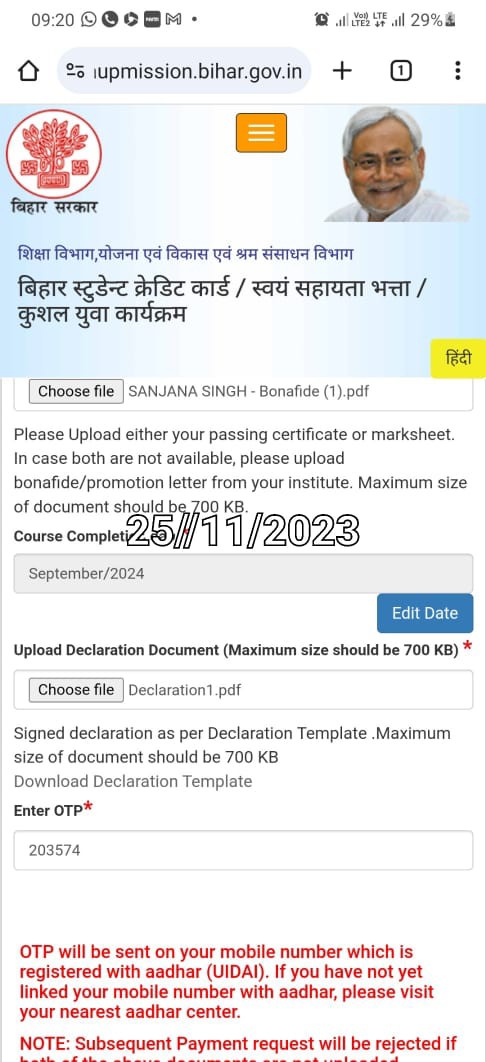 09:20
Vo) LTE
LTE2 29%
ıupmission.bihar.gov.in
1
बिहार सरकार
शिक्षा विभाग,योजना एवं विकास एवं श्रम संसाधन विभाग
बिहार स्टुडेन्ट क्रेडिट कार्ड / स्वयं सहायता भत्ता /
कुशल युवा कार्यक्रम
हिंदी
Choose file SANJANA SINGH - Bonafide (1).pdf
Please Upload either your passing certificate or marksheet.
In case both are not available, please upload
bonafide/promotion letter from your institute. Maximum size
of document should be 700 KB.
25//11/2023
Course
September/2024
Edit Date
Upload Declaration Document (Maximum size should be 700 KB) *
Choose file Declaration1.pdf
Signed declaration as per Declaration Template .Maximum
size of document should be 700 KB
Download Declaration Template
Enter OTP*
203574
OTP will be sent on your mobile number which is
registered with aadhar (UIDAI). If you have not yet
linked your mobile number with aadhar, please visit
your nearest aadhar center.
NOTE: Subsequent Payment request will be rejected if